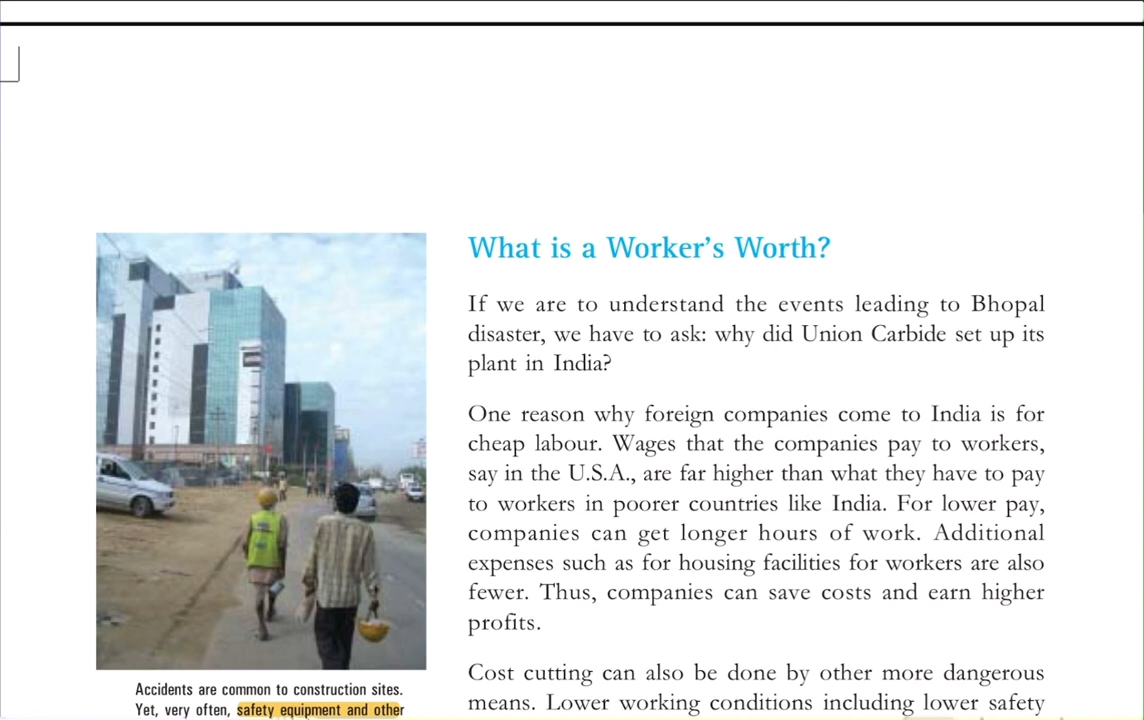 What is a Worker's Worth?
If we are to understand the events leading to Bhopal
disaster, we have to ask: why did Union Carbide set up its
plant in India?
One reason why foreign companies come to India is for
cheap labour. Wages that the companies pay to workers,
say in the U.S.A., are far higher than what they have to pay
to workers in poorer countries like India. For lower pay,
companies can get longer hours of work. Additional
expenses such as for housing facilities for workers are also
fewer. Thus, companies can save costs and earn higher
profits.
Cost cutting can also be done by other more dangerous
means. Lower working conditions including lower safety
Accidents are common to construction sites.
Yet, very often, safety equipment and other